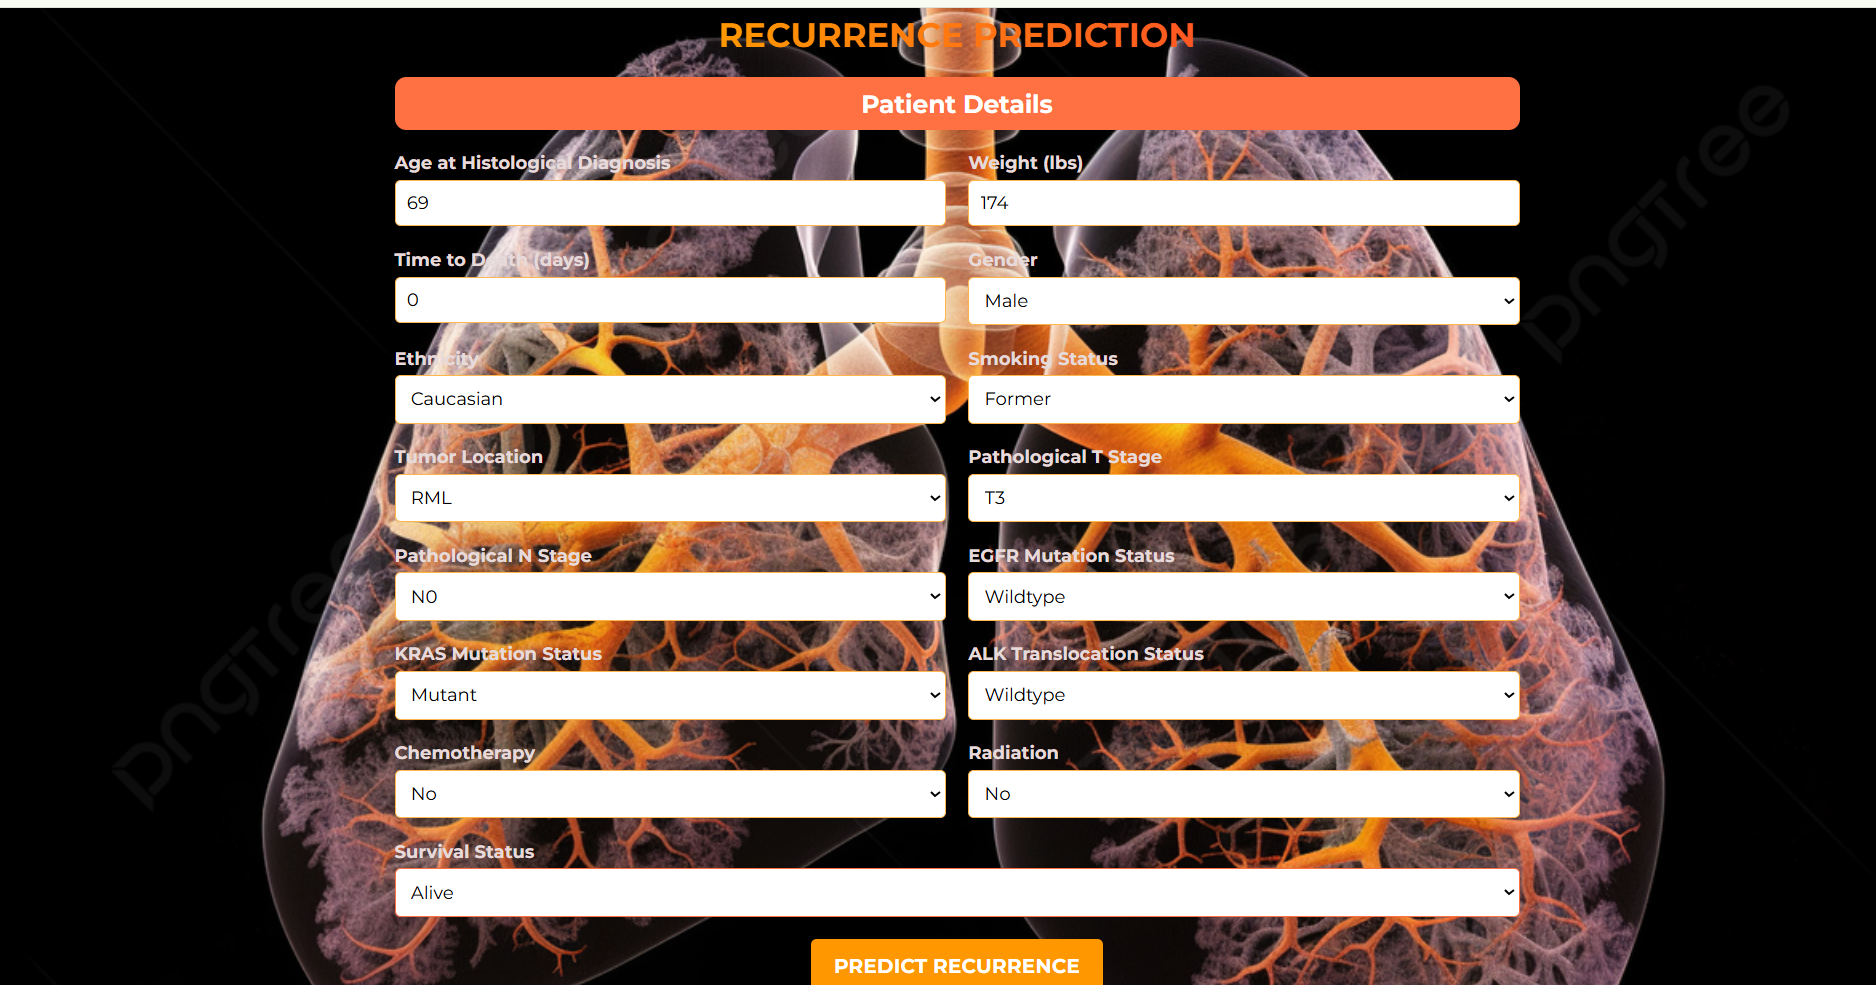 RECURRENCE PREDICTION
Patient Details
Age at Histological Diagnosis
Weight (lbs)
69
174
Time to Death (days)
Gender
0
Male
Ethnicity
Smoking Status
Caucasian
Former
Tumor Location
Pathological T Stage
RML
T3
Pathological N Stage
EGFR Mutation Status
N0
Wildtype
KRAS Mutation Status
ALK Translocation Status
Mutant
Wildtype
Chemotherapy
Radiation
No
No
Survival Status
Alive
PREDICT RECURRENCE
pngtree
pngtree